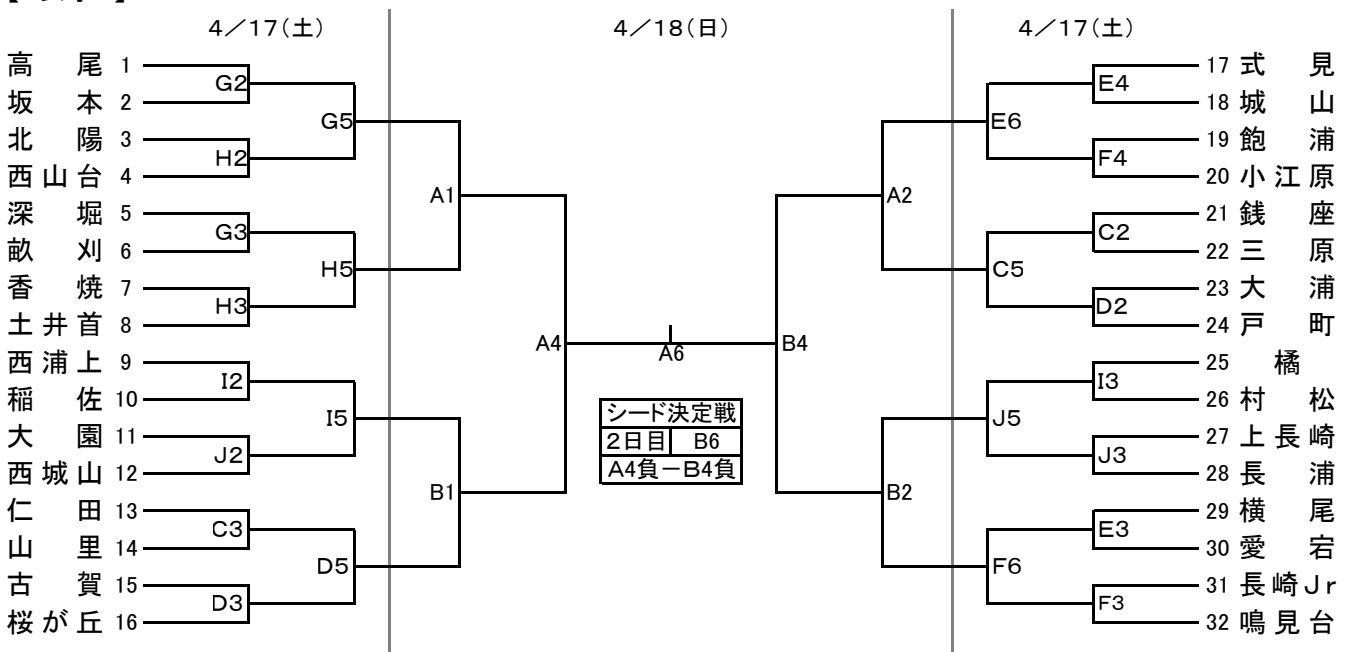 4／17(土)
4／18(日)
4／17(土)
高尾 1
坂本 2
北陽 3
西山台 4
深堀 5
畝刈 6
香焼 7
土井首 8
西浦上 9
稲佐 10
大園 11
西城山 12
仁田 13
山里 14
古賀 15
桜が丘 16
G2
H2
G3
H3
I2
J2
C3
D3
G5
H5
I5
D5
A1
B1
A4
A6
シード決定戦
2日目 B6
A4負－B4負
B4
A2
B2
E6
C5
J5
F6
E4
F4
C2
D2
I3
J3
E3
F3
17 式見
18 城山
19 飽浦
20 小江原
21 銭座
22 三原
23 大浦
24 戸町
25 橘
26 村松
27 上長崎
28 長浦
29 横尾
30 愛宕
31 長崎Jr
32 鳴見台